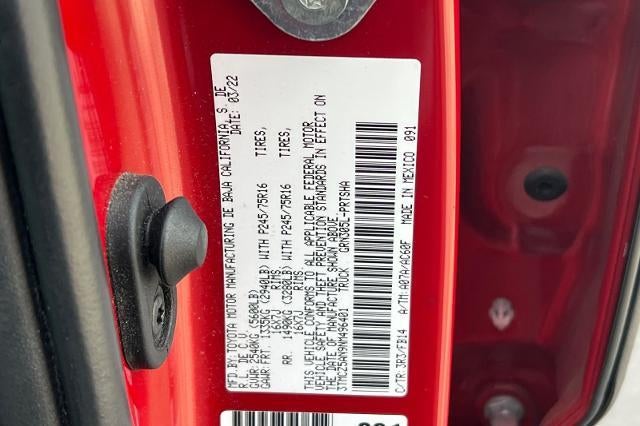 MFD. BY: TOYOTA MOTOR MANUFACTURING DE BAJA CALIFORNIA, S. DE
R.L. DE C.V. DATE: 03/22
GVWR: 2540KG (5600LB)
GAWR: FRT. 1335KG (2940LB) WITH P245/75R16 TIRES,
16X7J RIMS,
RR. 1490KG (3280LB) WITH P245/75R16 TIRES,
16X7J RIMS,
THIS VEHICLE CONFORMS TO ALL APPLICABLE FEDERAL MOTOR
VEHICLE SAFETY AND THEFT PREVENTION STANDARDS IN EFFECT ON
THE DATE OF MANUFACTURE SHOWN ABOVE.
3TMCZ5AN9NM496401 TRUCK GRN305L-PRTSHA
C/TR:3R3/FB14 A/TM:A07A/AC60F MADE IN MEXICO 091